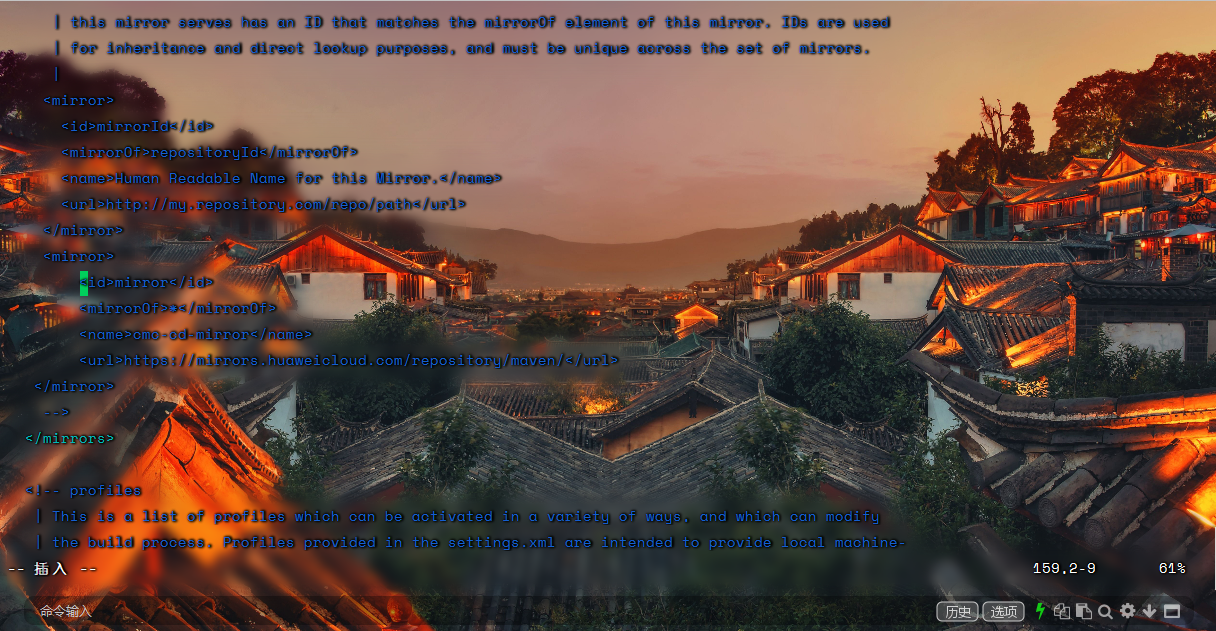 | this mirror serves has an ID that matches the mirrorOf element of this mirror. IDs are used
| for inheritance and direct lookup purposes, and must be unique across the set of mirrors.
|
<mirror>
<id>mirrorId</id>
<mirrorOf>repositoryId</mirrorOf>
<name>Human Readable Name for this Mirror.</name>
<url>http://my.repository.com/repo/path</url>
</mirror>
<mirror>
<id>mirror</id>
<mirrorOf>*</mirrorOf>
<name>cmc-cd-mirror</name>
<url>https://mirrors.huaweicloud.com/repository/maven/</url>
</mirror>
-->
</mirrors>
<!-- profiles
| This is a list of profiles which can be activated in a variety of ways, and which can modify
| the build process. Profiles provided in the settings.xml are intended to provide local machine-
-- 插入 -- 159,2-9 61%
命令输入 历史 选项